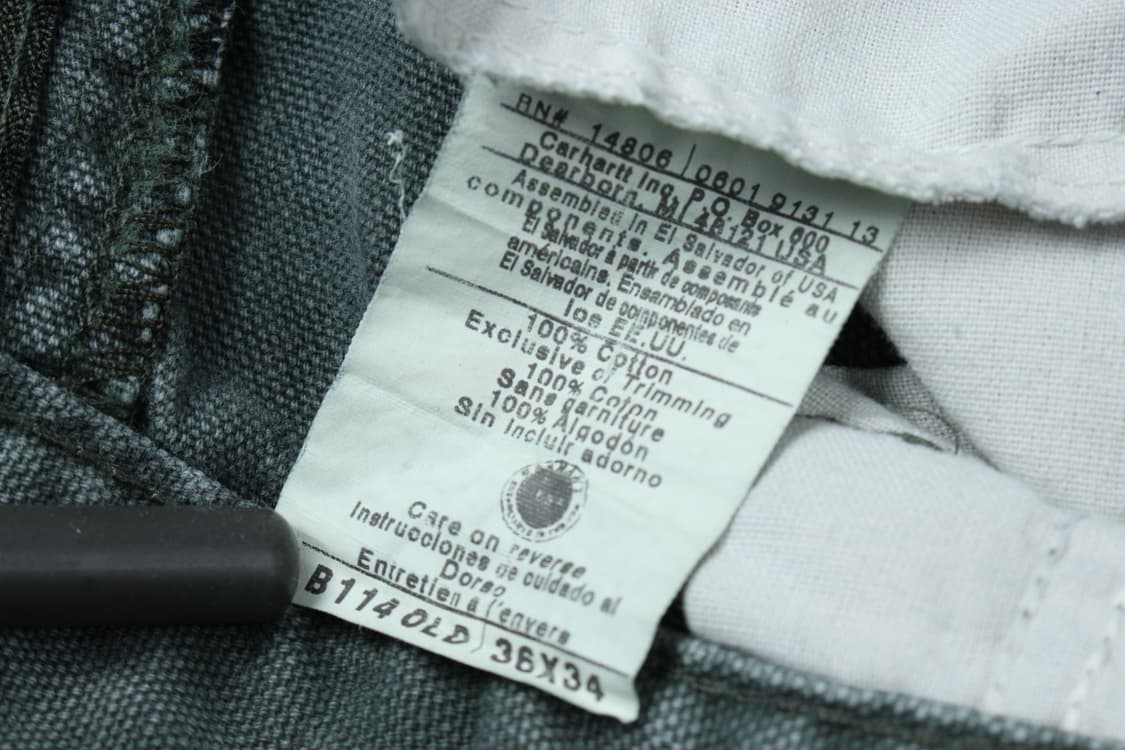 RN# 14806 | 0601 9131 13
Carhartt Inc. P.O. Box 600
Dearborn, MI 48121 USA
Assembled in El Salvador of USA
components. Assemblé au
El Salvador à partir de composants
américains. Ensamblado en
El Salvador de componentes de
los EE.UU.
100% Cotton
Exclusive of Trimming
100% Coton
Sans garniture
100% Algodón
Sin incluir adorno
Care on reverse
Instrucciones de cuidado al
Dorso
Entretien à l'envers
B114 OLD | 36X34